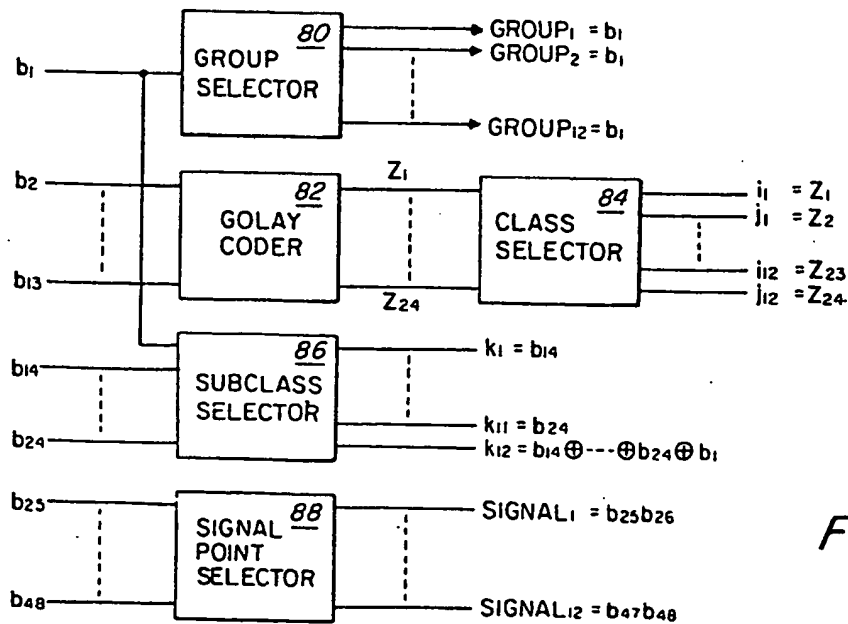 b₁
80
GROUP
SELECTOR
GROUP₁ = b₁
GROUP₂ = b₁
GROUP₁₂ = b₁
b₂
b₁₃
82
GOLAY
CODER
Z₁
Z₂₄
84
CLASS
SELECTOR
i₁ = Z₁
j₁ = Z₂
i₁₂ = Z₂₃
j₁₂ = Z₂₄
b₁₄
b₂₄
86
SUBCLASS
SELECTOR
k₁ = b₁₄
k₁₁ = b₂₄
k₁₂ = b₁₄ ⊕ --- ⊕ b₂₄ ⊕ b₁
b₂₅
b₄₈
88
SIGNAL
POINT
SELECTOR
SIGNAL₁ = b₂₅b₂₆
SIGNAL₁₂ = b₄₇b₄₈
F